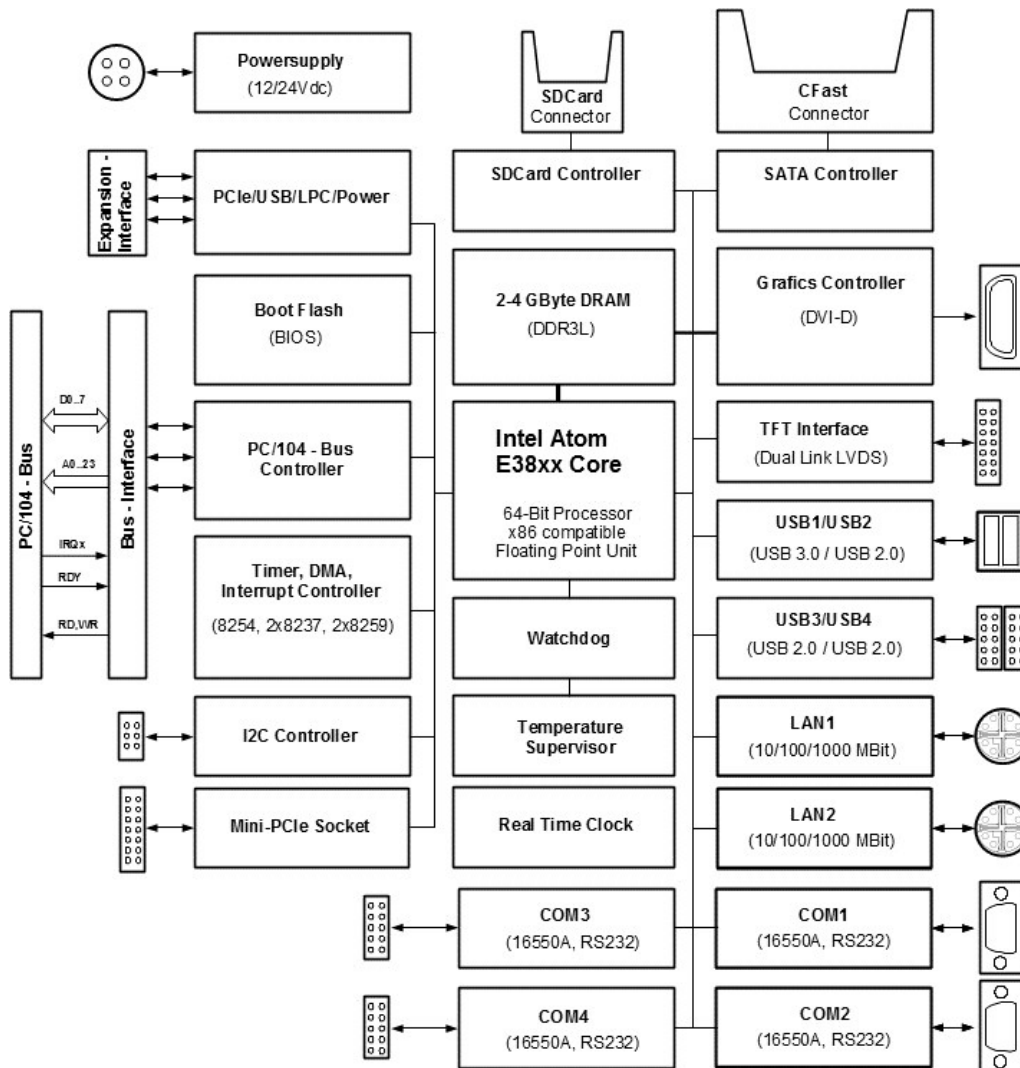 Powersupply
(12/24Vdc)
SDCard
Connector
CFast
Connector
Expansion -
Interface
PCIe/USB/LPC/Power
SDCard Controller
SATA Controller
Boot Flash
(BIOS)
2-4 GByte DRAM
(DDR3L)
Grafics Controller
(DVI-D)
PC/104 - Bus
D0..7
A0..23
IRQx
RDY
RD,WR
Bus - Interface
PC/104 - Bus
Controller
Intel Atom
E38xx Core
64-Bit Processor
x86 compatible
Floating Point Unit
TFT Interface
(Dual Link LVDS)
USB1/USB2
(USB 3.0 / USB 2.0)
Timer, DMA,
Interrupt Controller
(8254, 2x8237, 2x8259)
Watchdog
USB3/USB4
(USB 2.0 / USB 2.0)
I2C Controller
Temperature
Supervisor
LAN1
(10/100/1000 MBit)
Mini-PCIe Socket
Real Time Clock
LAN2
(10/100/1000 MBit)
COM3
(16550A, RS232)
COM1
(16550A, RS232)
COM4
(16550A, RS232)
COM2
(16550A, RS232)